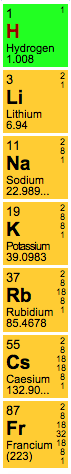 1 1
H
Hydrogen
1.008
3 2
1
Li
Lithium
6.94
11 2
8
1
Na
Sodium
22.989...
19 2
8
8
1
K
Potassium
39.0983
37 2
8
18
8
1
Rb
Rubidium
85.4678
55 2
8
18
18
8
1
Cs
Caesium
132.90...
87 2
8
18
32
18
8
1
Fr
Francium
(223)